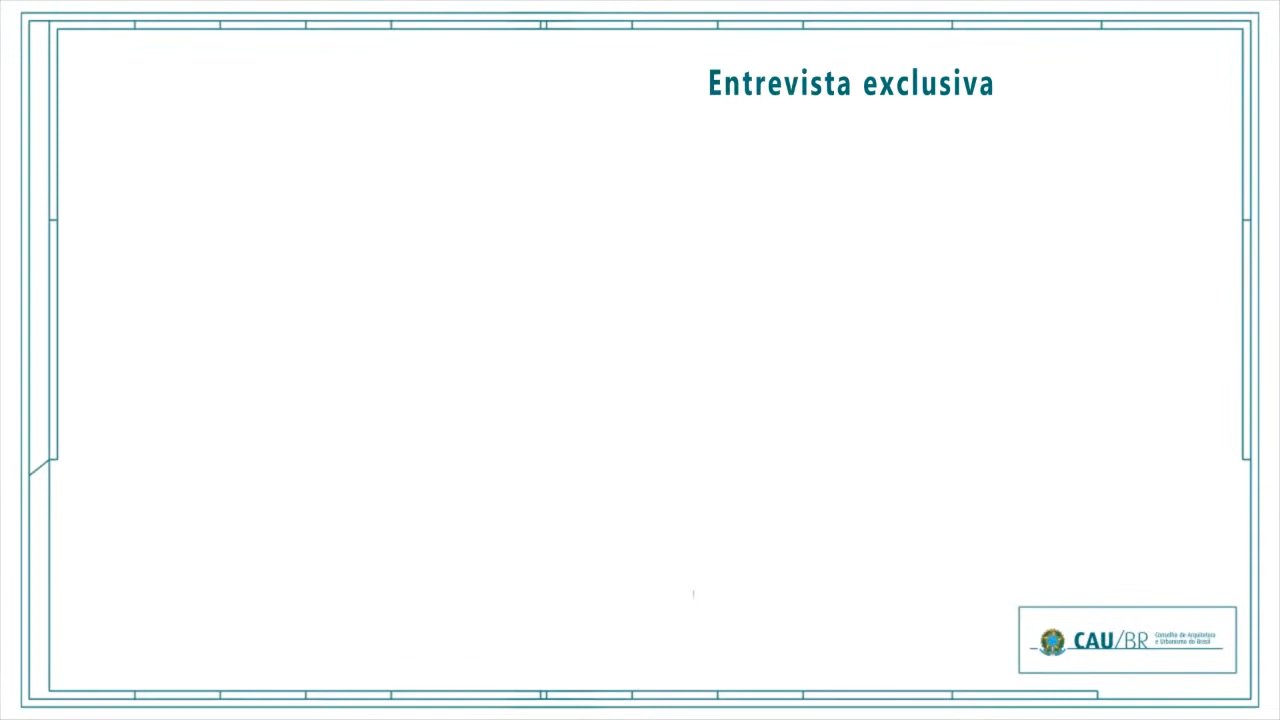 Entrevista exclusiva
CAU/BR
Conselho de Arquitetura
e Urbanismo do Brasil